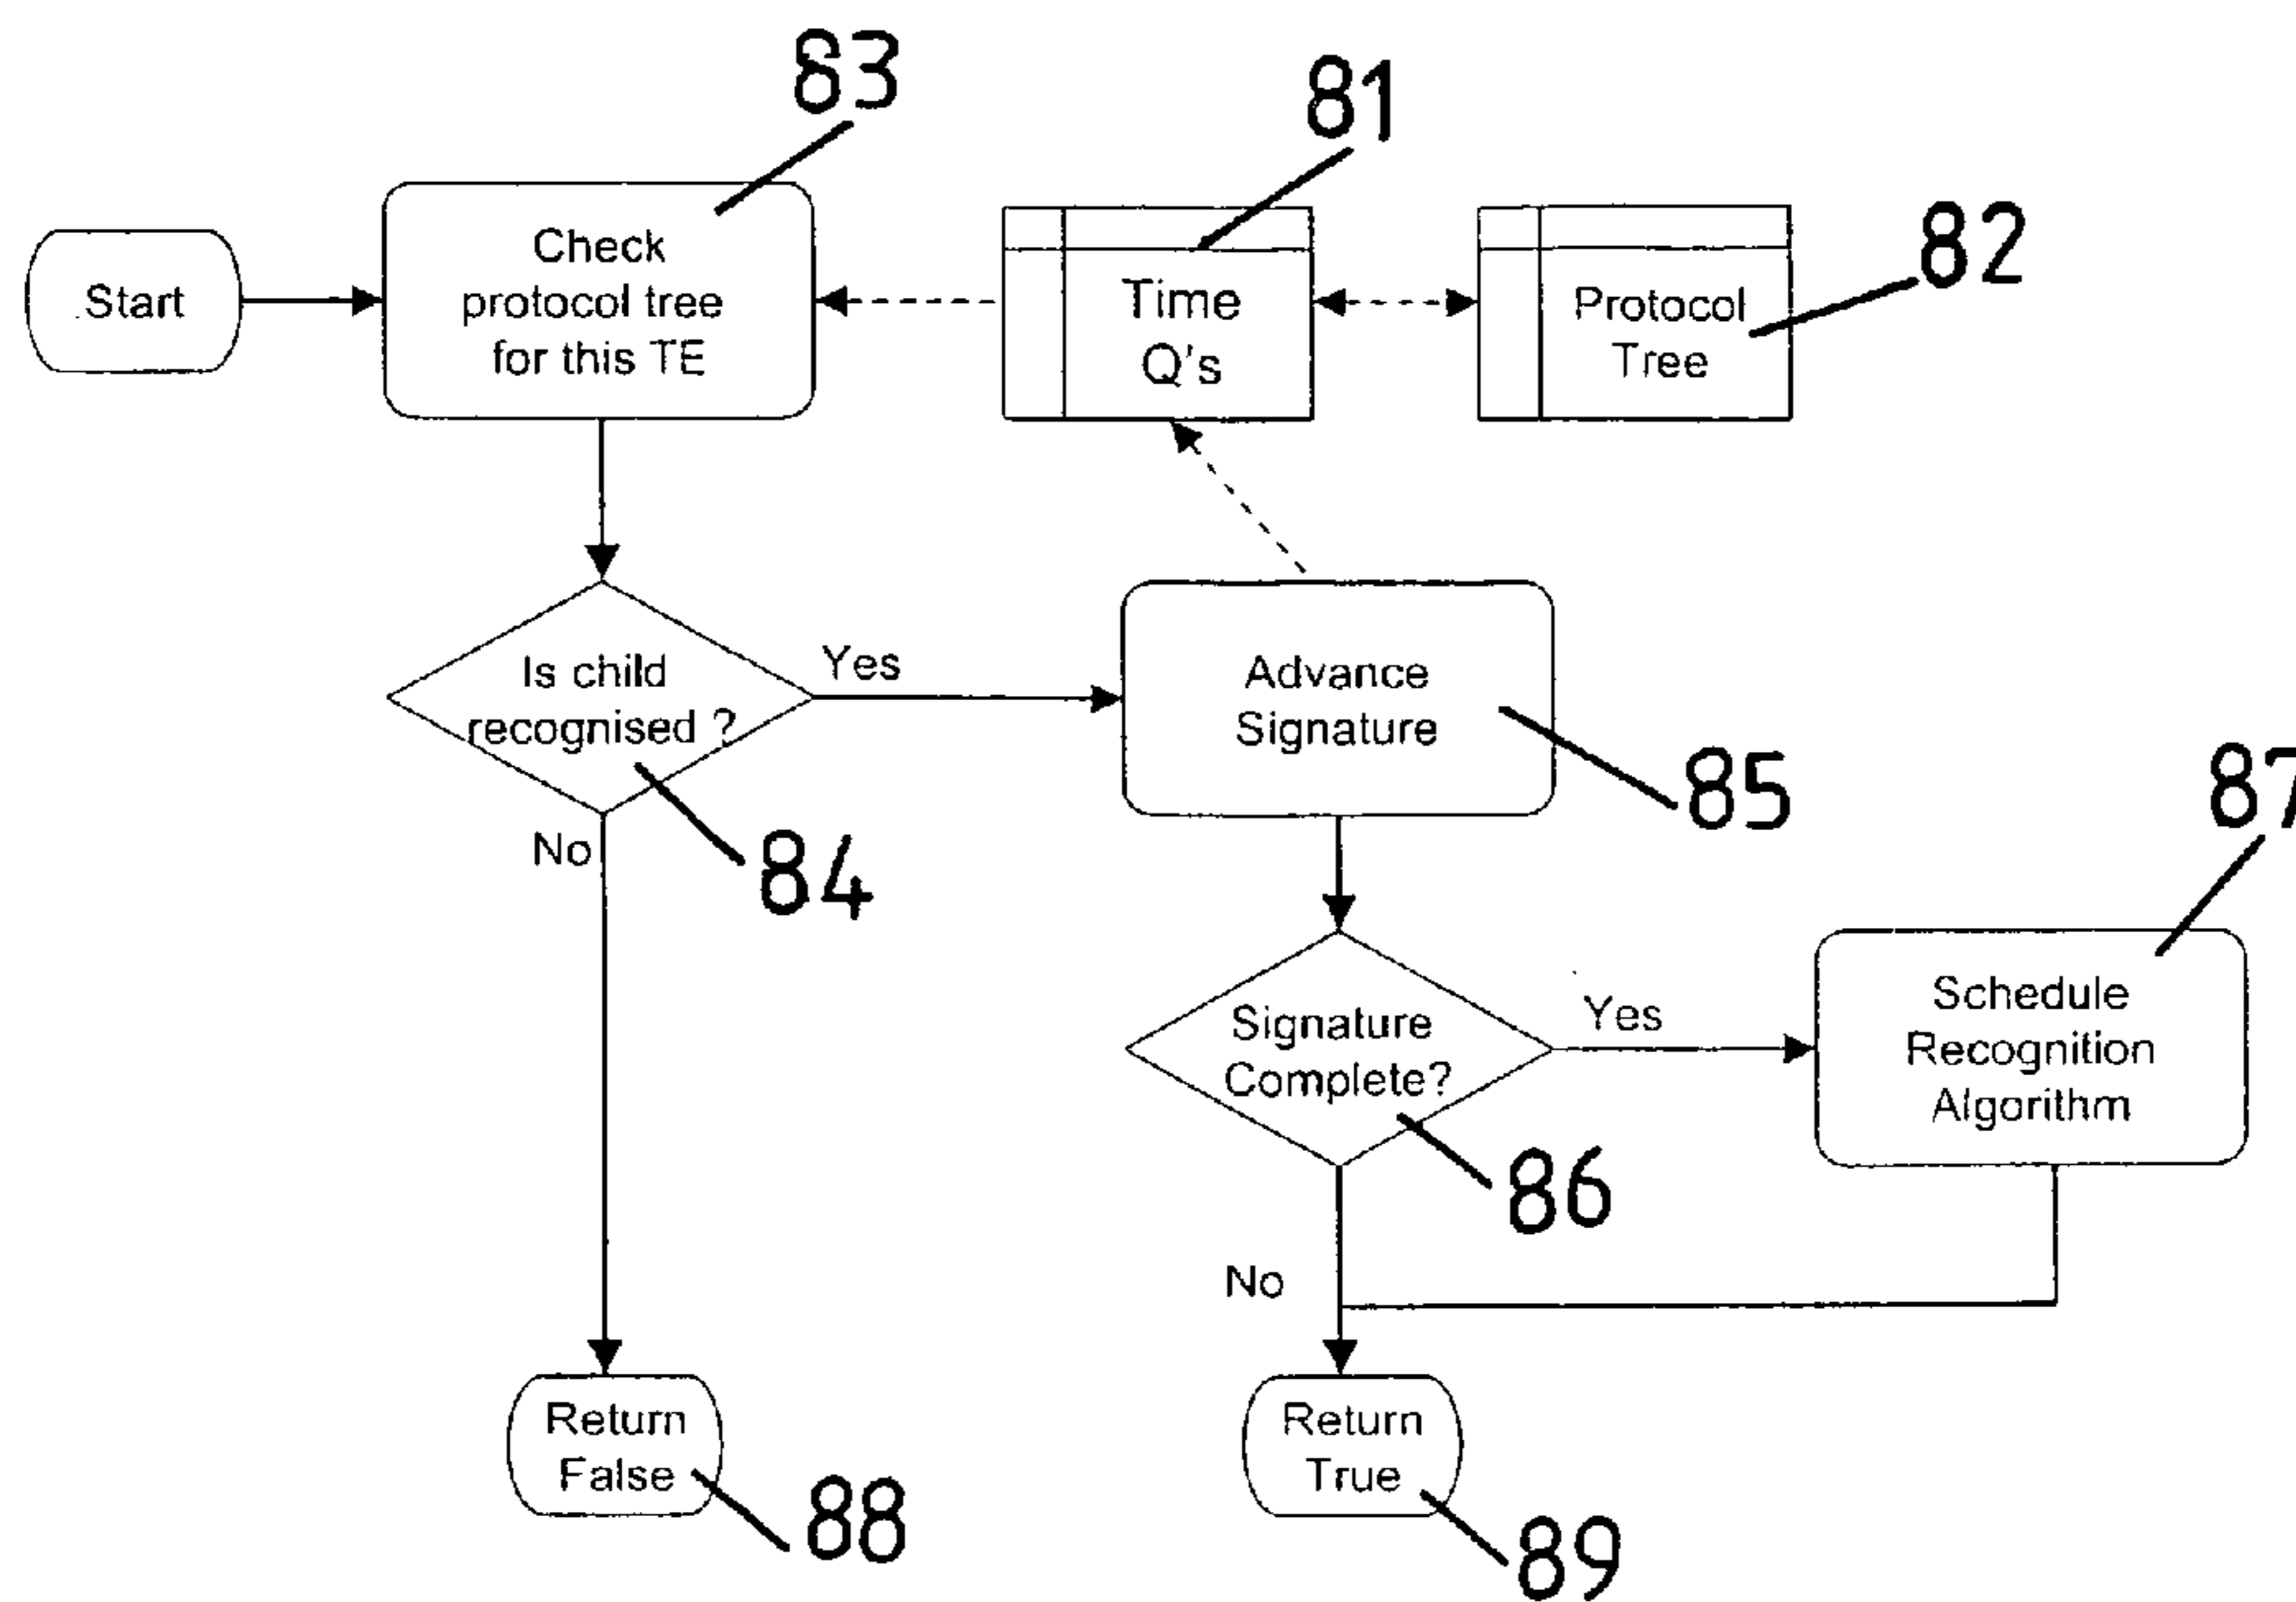 83
81
82
Start
Check
protocol tree
for this TE
Time
Q's
Protocol
Tree
Is child
recognised ?
Yes
Advance
Signature
85
87
No
84
Signature
Complete?
Yes
Schedule
Recognition
Algorithm
86
No
Return
False
88
Return
True
89